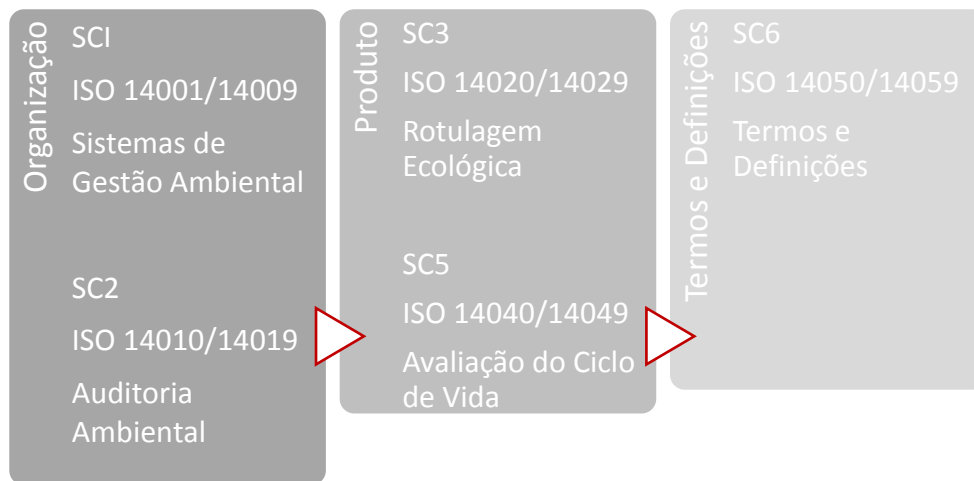 Organização
SCI
ISO 14001/14009
Sistemas de
Gestão Ambiental
SC2
ISO 14010/14019
Auditoria
Ambiental
Produto
SC3
ISO 14020/14029
Rotulagem
Ecológica
SC5
ISO 14040/14049
Avaliação do Ciclo
de Vida
Termos e Definições
SC6
ISO 14050/14059
Termos e
Definições